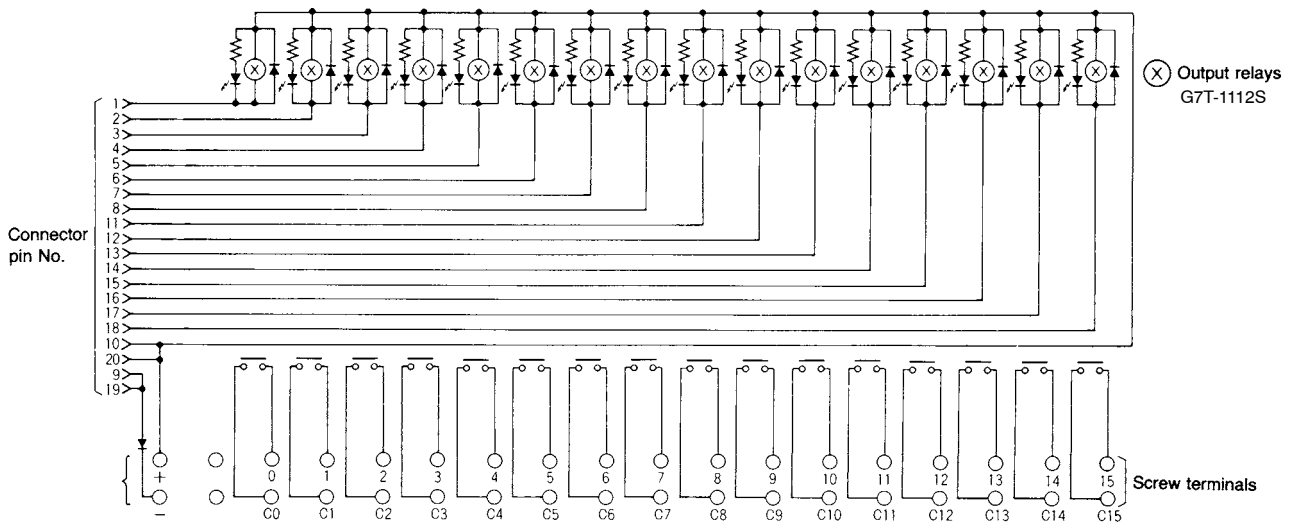 X X X X X X X X X X X X X X X X
X Output relays
G7T-1112S
1
2
3
4
5
6
7
8
11
12
13
14
15
16
17
18
10
20
9
19
Connector
pin No.
+ 0 1 2 3 4 5 6 7 8 9 10 11 12 13 14 15
Screw terminals
− C0 C1 C2 C3 C4 C5 C6 C7 C8 C9 C10 C11 C12 C13 C14 C15